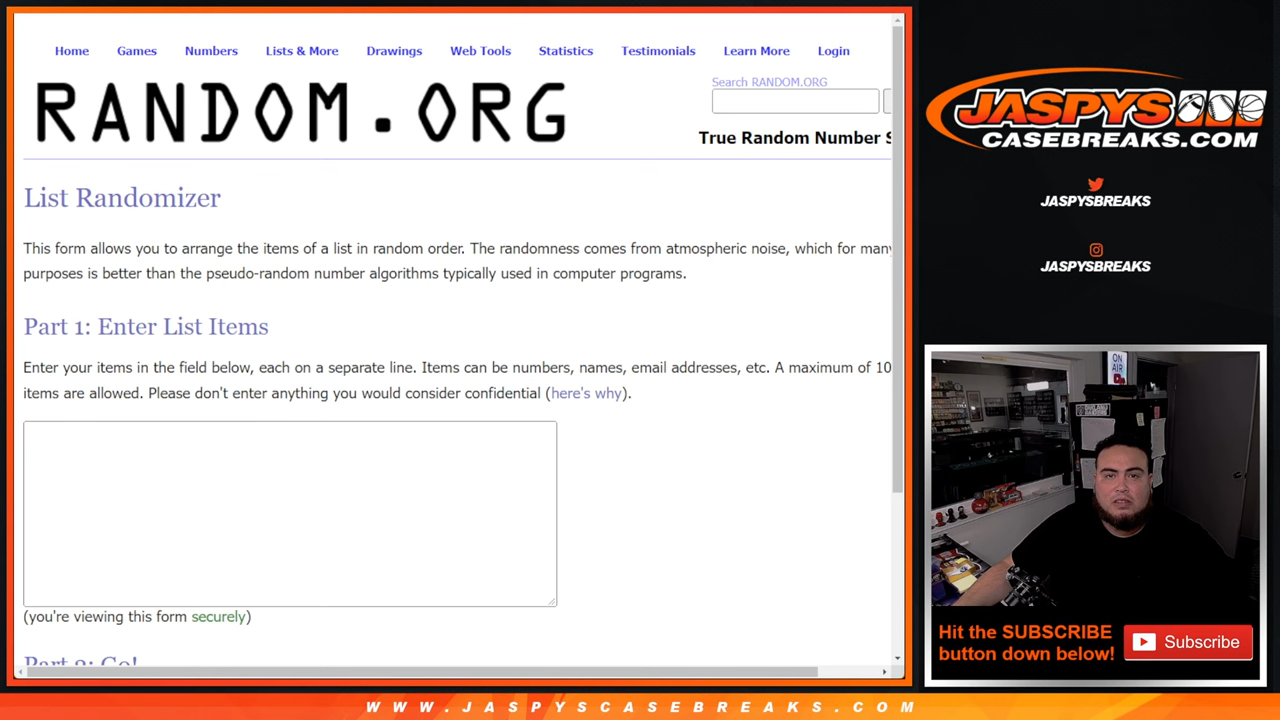 Home Games Numbers Lists & More Drawings Web Tools Statistics Testimonials Learn More Login
Search RANDOM.ORG
RANDOM.ORG
True Random Number S
List Randomizer
This form allows you to arrange the items of a list in random order. The randomness comes from atmospheric noise, which for many
purposes is better than the pseudo-random number algorithms typically used in computer programs.
Part 1: Enter List Items
Enter your items in the field below, each on a separate line. Items can be numbers, names, email addresses, etc. A maximum of 10
items are allowed. Please don't enter anything you would consider confidential (here's why).
(you're viewing this form securely)
Part 2: Go!
JASPYS
CASEBREAKS.COM
JASPYSBREAKS
JASPYSBREAKS
ON
AIR
Hit the SUBSCRIBE
button down below!
Subscribe
WWW.JASPYSCASEBREAKS.COM